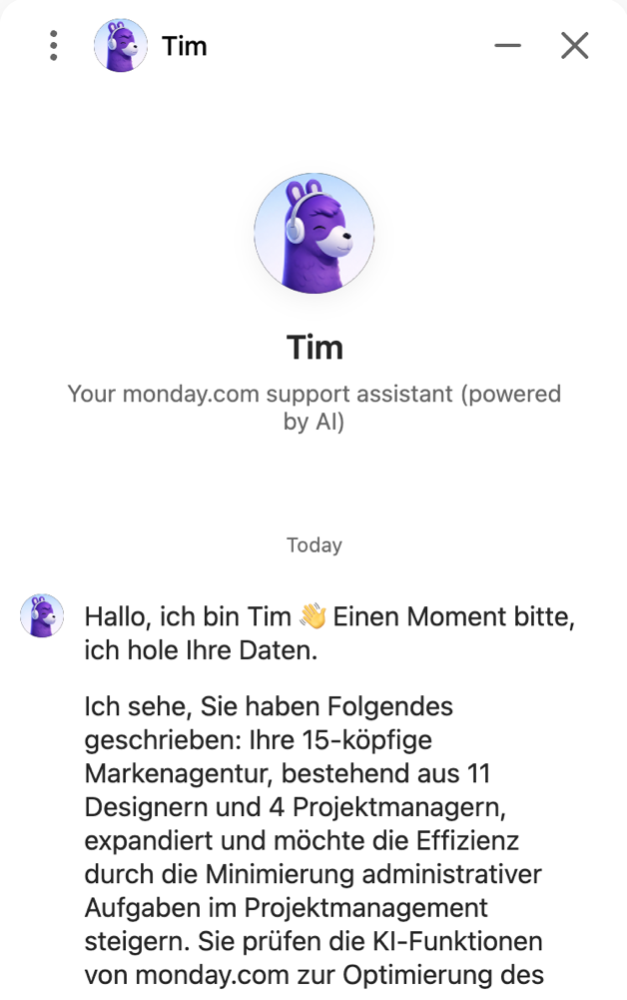 Tim
Tim
Your monday.com support assistant (powered
by AI)
Today
Hallo, ich bin Tim 👋 Einen Moment bitte,
ich hole Ihre Daten.
Ich sehe, Sie haben Folgendes
geschrieben: Ihre 15-köpfige
Markenagentur, bestehend aus 11
Designern und 4 Projektmanagern,
expandiert und möchte die Effizienz
durch die Minimierung administrativer
Aufgaben im Projektmanagement
steigern. Sie prüfen die KI-Funktionen
von monday.com zur Optimierung des